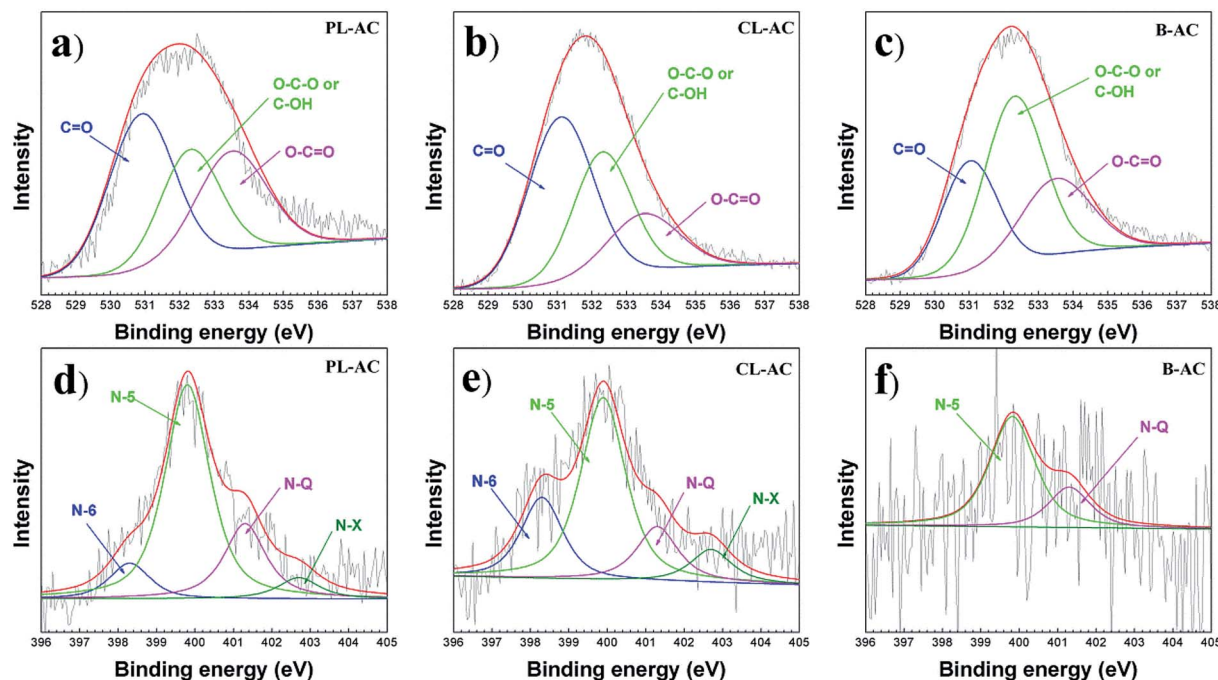 a)
PL-AC
O-C-O or
C-OH
C=O
O-C=O
Intensity
528 529 530 531 532 533 534 535 536 537 538
Binding energy (eV)
b)
CL-AC
O-C-O or
C-OH
C=O
O-C=O
Intensity
528 529 530 531 532 533 534 535 536 537 538
Binding energy (eV)
c)
B-AC
O-C-O or
C-OH
C=O
O-C=O
Intensity
528 529 530 531 532 533 534 535 536 537 538
Binding energy (eV)
d)
PL-AC
N-5
N-Q
N-6
N-X
Intensity
396 397 398 399 400 401 402 403 404 405
Binding energy (eV)
e)
CL-AC
N-5
N-6
N-Q
N-X
Intensity
396 397 398 399 400 401 402 403 404 405
Binding energy (eV)
f)
B-AC
N-5
N-Q
Intensity
396 397 398 399 400 401 402 403 404 405
Binding energy (eV)